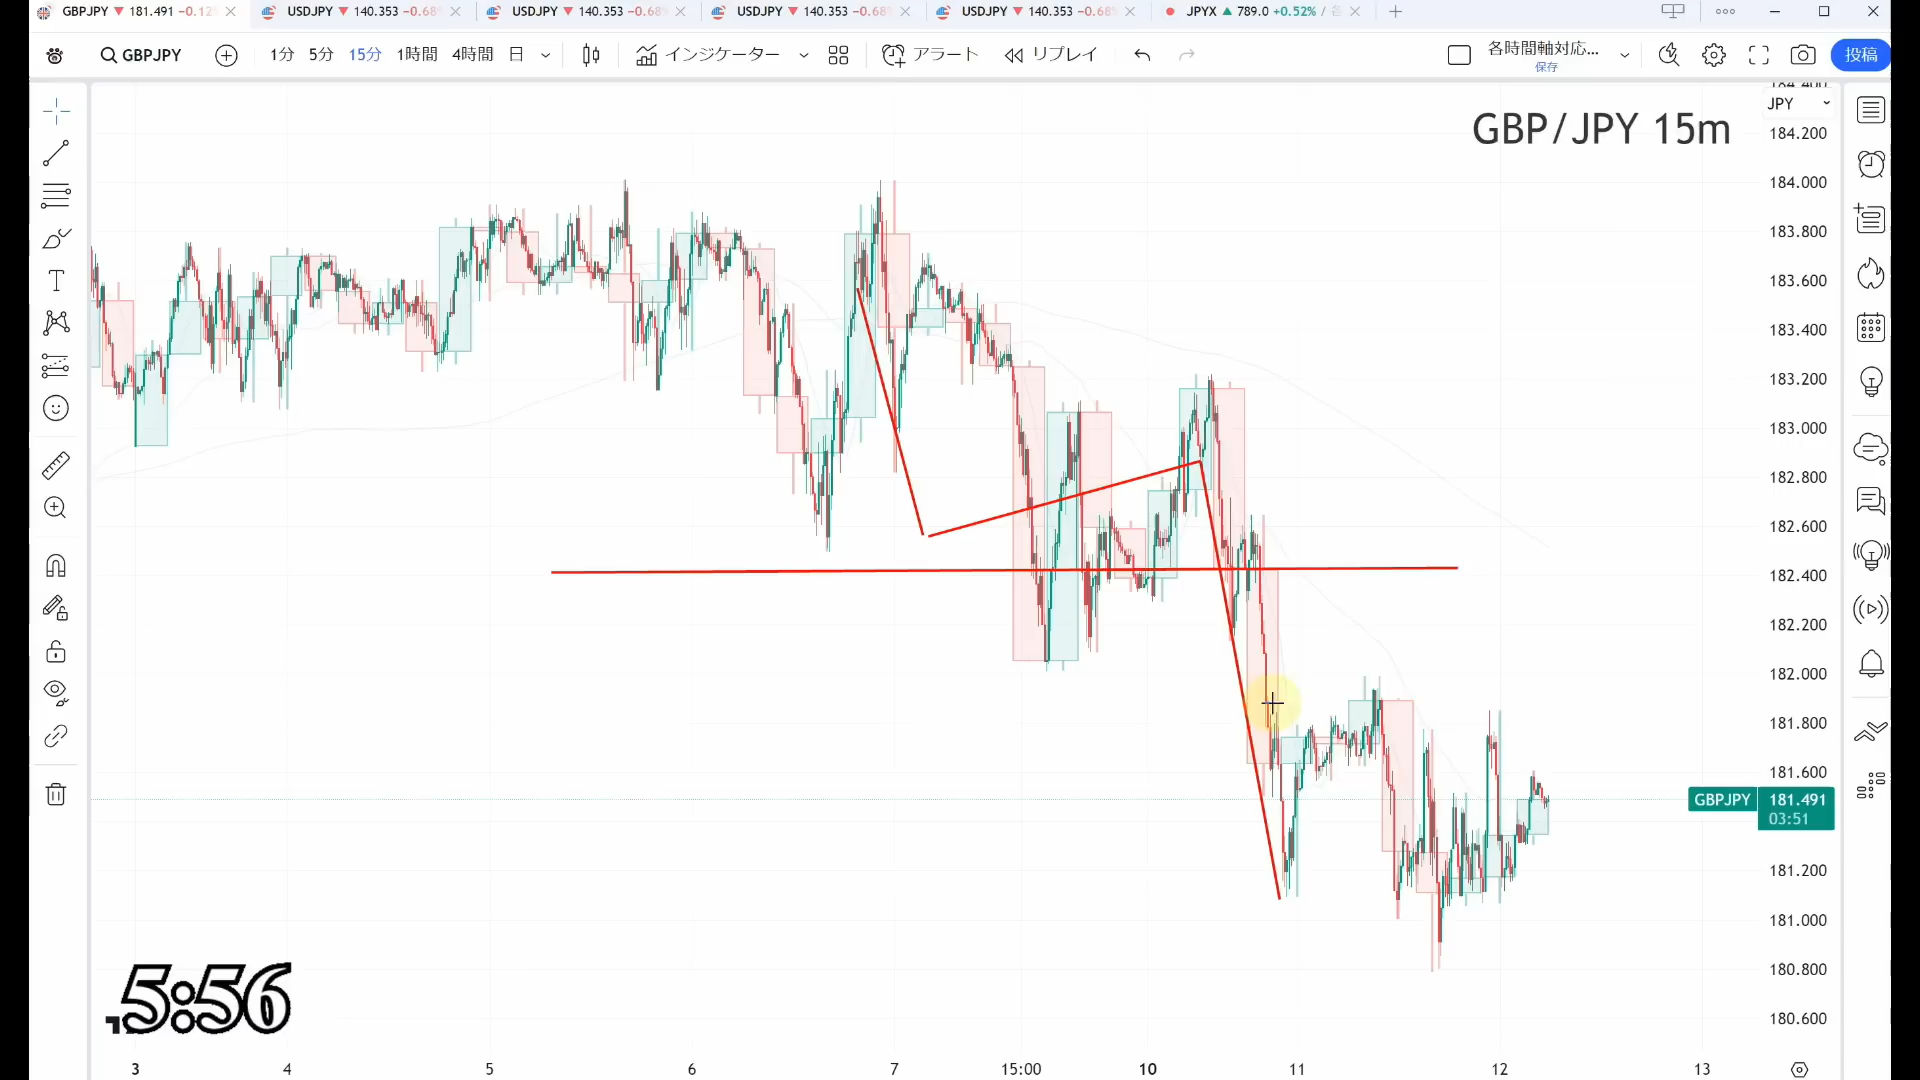 GBPJPY ▼ 181.491 −0.12%
USDJPY ▼ 140.353 −0.68%
USDJPY ▼ 140.353 −0.68%
USDJPY ▼ 140.353 −0.68%
USDJPY ▼ 140.353 −0.68%
JPYX ▲ 789.0 +0.52% / 各
GBPJPY
1分
5分
15分
1時間
4時間
日
インジケーター
アラート
リプレイ
各時間軸対応...
保存
投稿
GBP/JPY 15m
JPY
184.400
184.200
184.000
183.800
183.600
183.400
183.200
183.000
182.800
182.600
182.400
182.200
182.000
181.800
181.600
GBPJPY
181.491
03:51
181.200
181.000
180.800
180.600
-5:56
3
4
5
6
7
15:00
10
11
12
13